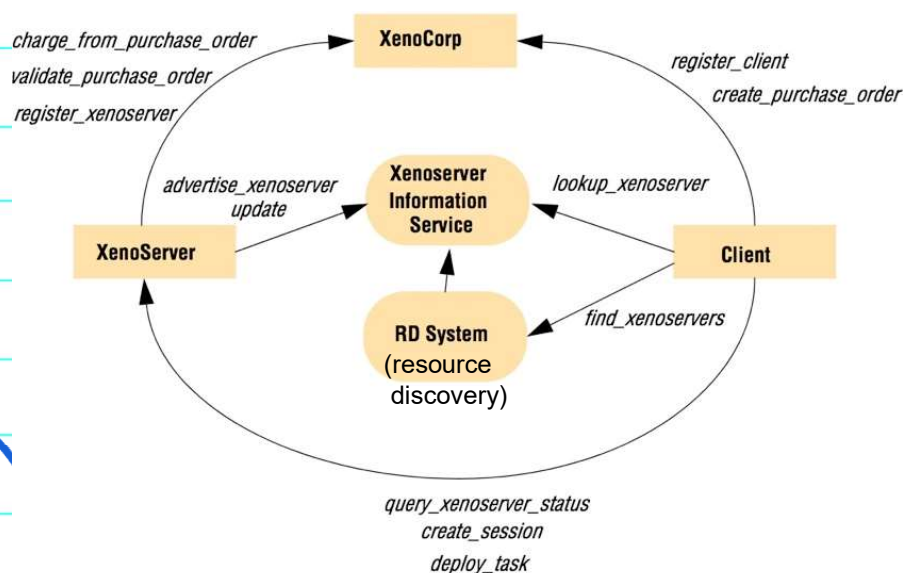 XenoCorp
charge_from_purchase_order
validate_purchase_order
register_xenoserver
register_client
create_purchase_order
advertise_xenoserver
update
Xenoserver
Information
Service
lookup_xenoserver
XenoServer
Client
RD System
(resource
discovery)
find_xenoservers
query_xenoserver_status
create_session
deploy_task